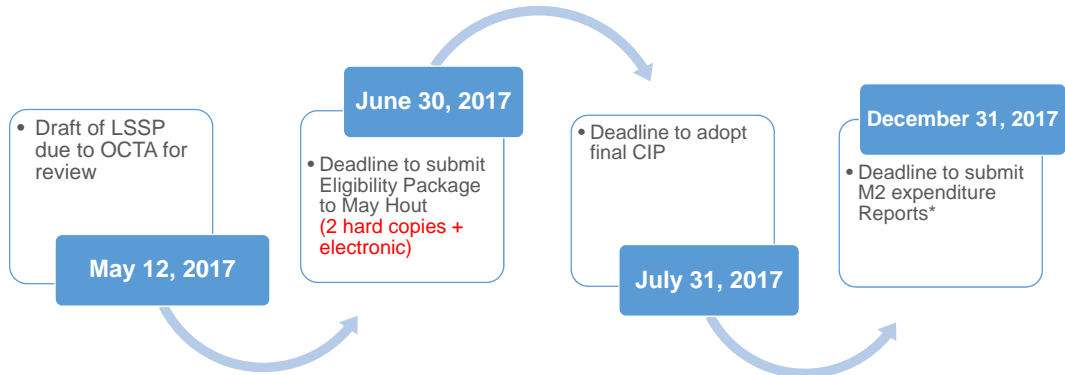 • Draft of LSSP
due to OCTA for
review
May 12, 2017
June 30, 2017
• Deadline to submit
Eligibility Package
to May Hout
(2 hard copies +
electronic)
• Deadline to adopt
final CIP
July 31, 2017
December 31, 2017
• Deadline to submit
M2 expenditure
Reports*